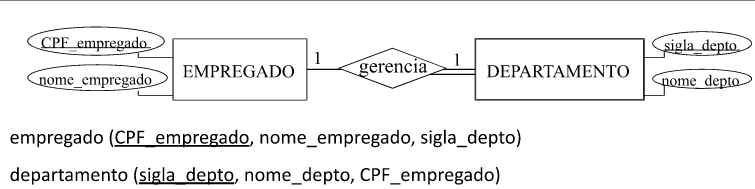 CPF_empregado
nome_empregado
EMPREGADO
1
gerencia
1
DEPARTAMENTO
sigla_depto
nome_depto
empregado (CPF_empregado, nome_empregado, sigla_depto)
departamento (sigla_depto, nome_depto, CPF_empregado)